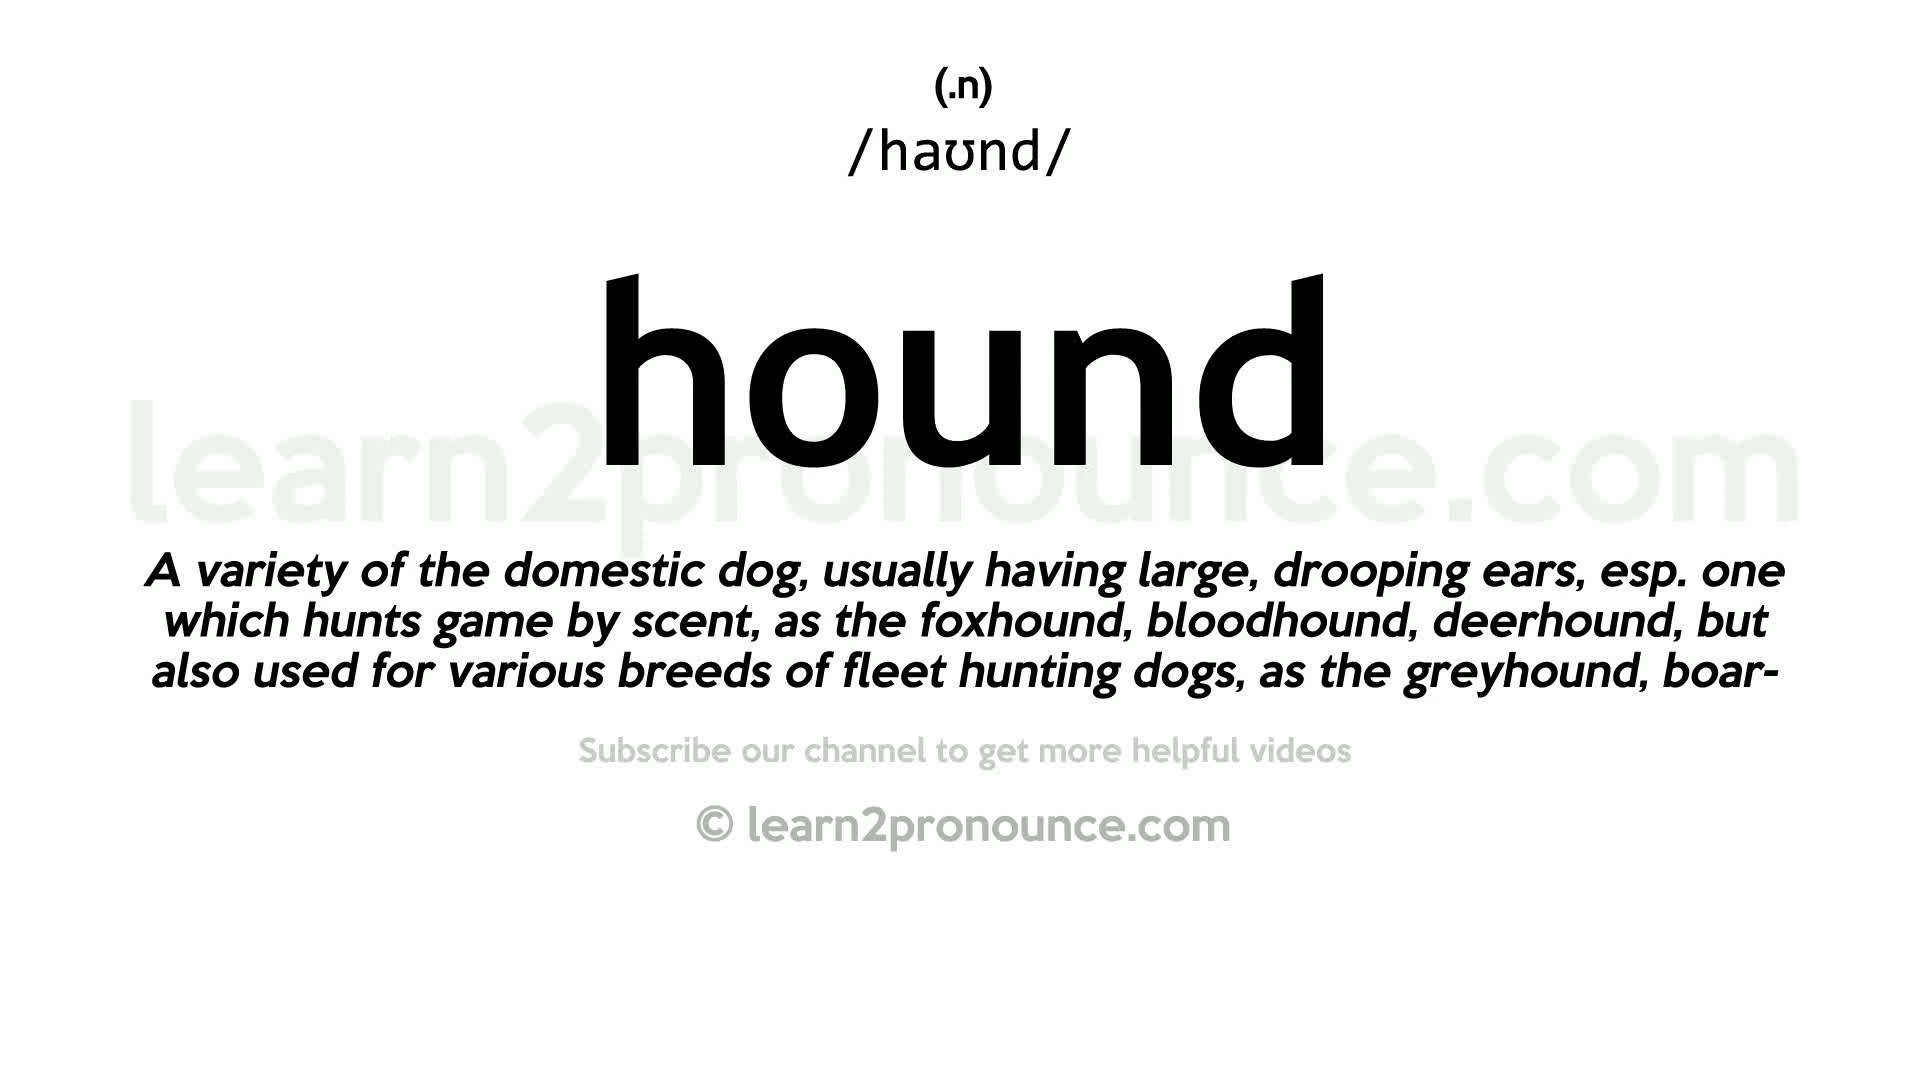 (.n)
/haʊnd/
hound
learn2pronounce.com
A variety of the domestic dog, usually having large, drooping ears, esp. one
which hunts game by scent, as the foxhound, bloodhound, deerhound, but
also used for various breeds of fleet hunting dogs, as the greyhound, boar-
Subscribe our channel to get more helpful videos
© learn2pronounce.com